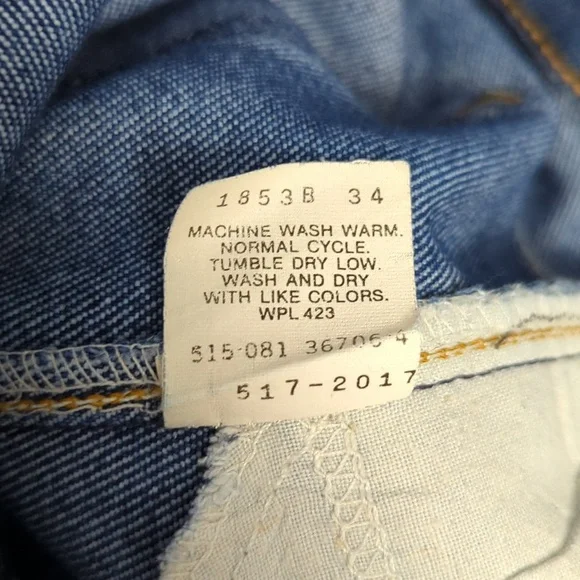 1853B 34
MACHINE WASH WARM.
NORMAL CYCLE.
TUMBLE DRY LOW.
WASH AND DRY
WITH LIKE COLORS.
WPL 423
515-081 36706-4
517-2017